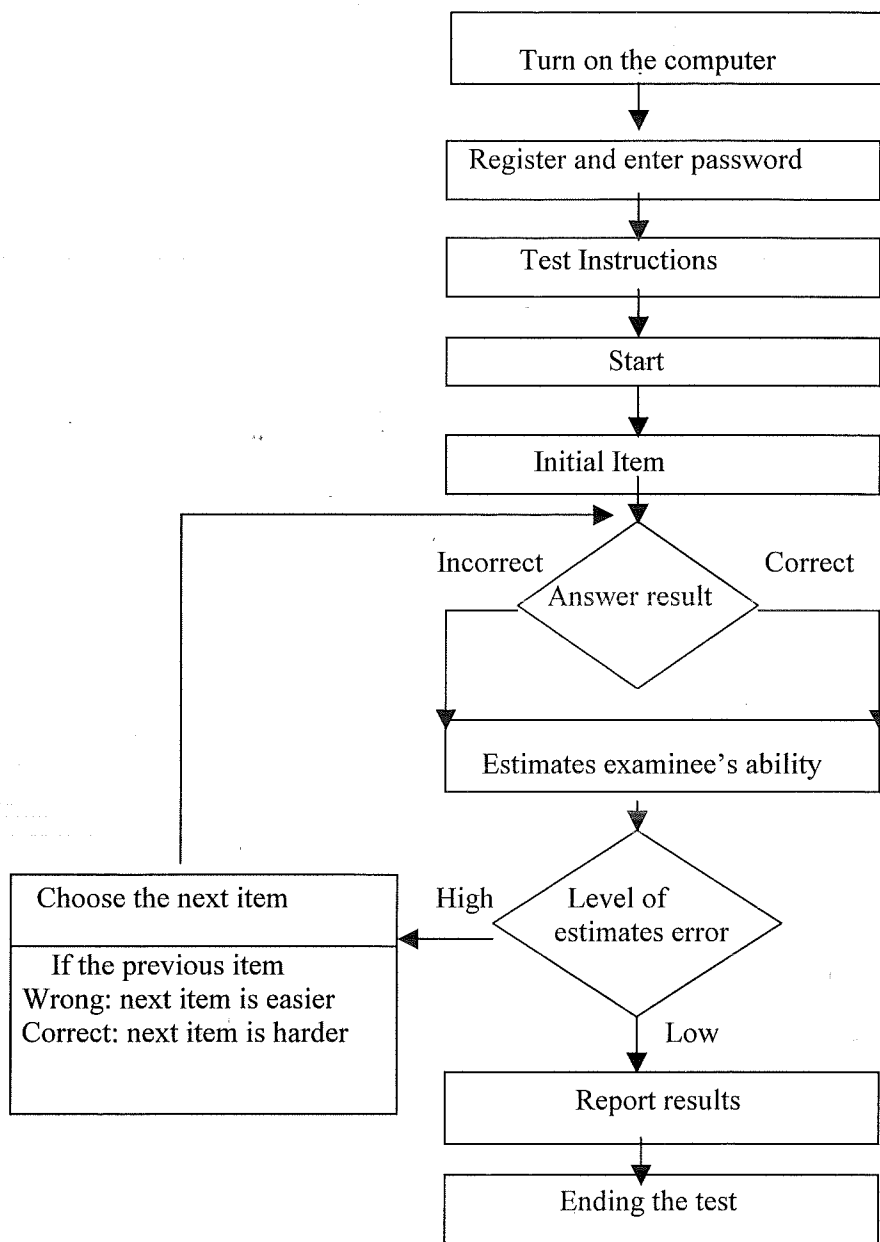 Turn on the computer
Register and enter password
Test Instructions
Start
Initial Item
Incorrect
Correct
Answer result
Estimates examinee’s ability
Choose the next item
High
Level of
estimates error
If the previous item
Wrong: next item is easier
Correct: next item is harder
Low
Report results
Ending the test